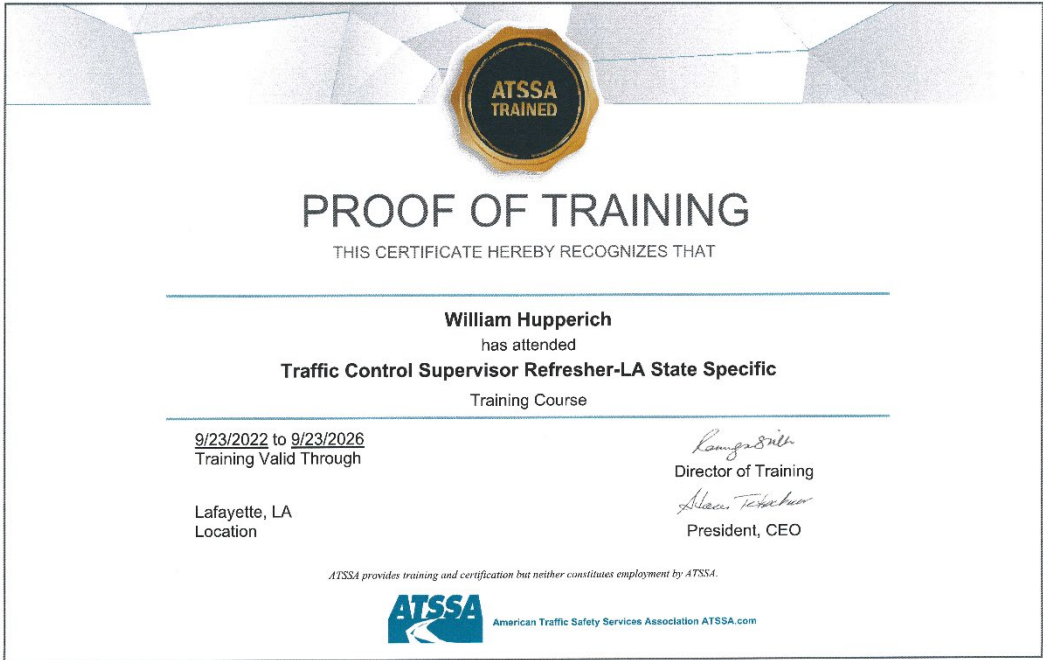 ATSSA
TRAINED
PROOF OF TRAINING
THIS CERTIFICATE HEREBY RECOGNIZES THAT
William Hupperich
has attended
Traffic Control Supervisor Refresher-LA State Specific
Training Course
9/23/2022 to 9/23/2026
Training Valid Through
Director of Training
Lafayette, LA
Location
President, CEO
ATSSA provides training and certification but neither constitutes employment by ATSSA.
ATSSA
American Traffic Safety Services Association ATSSA.com